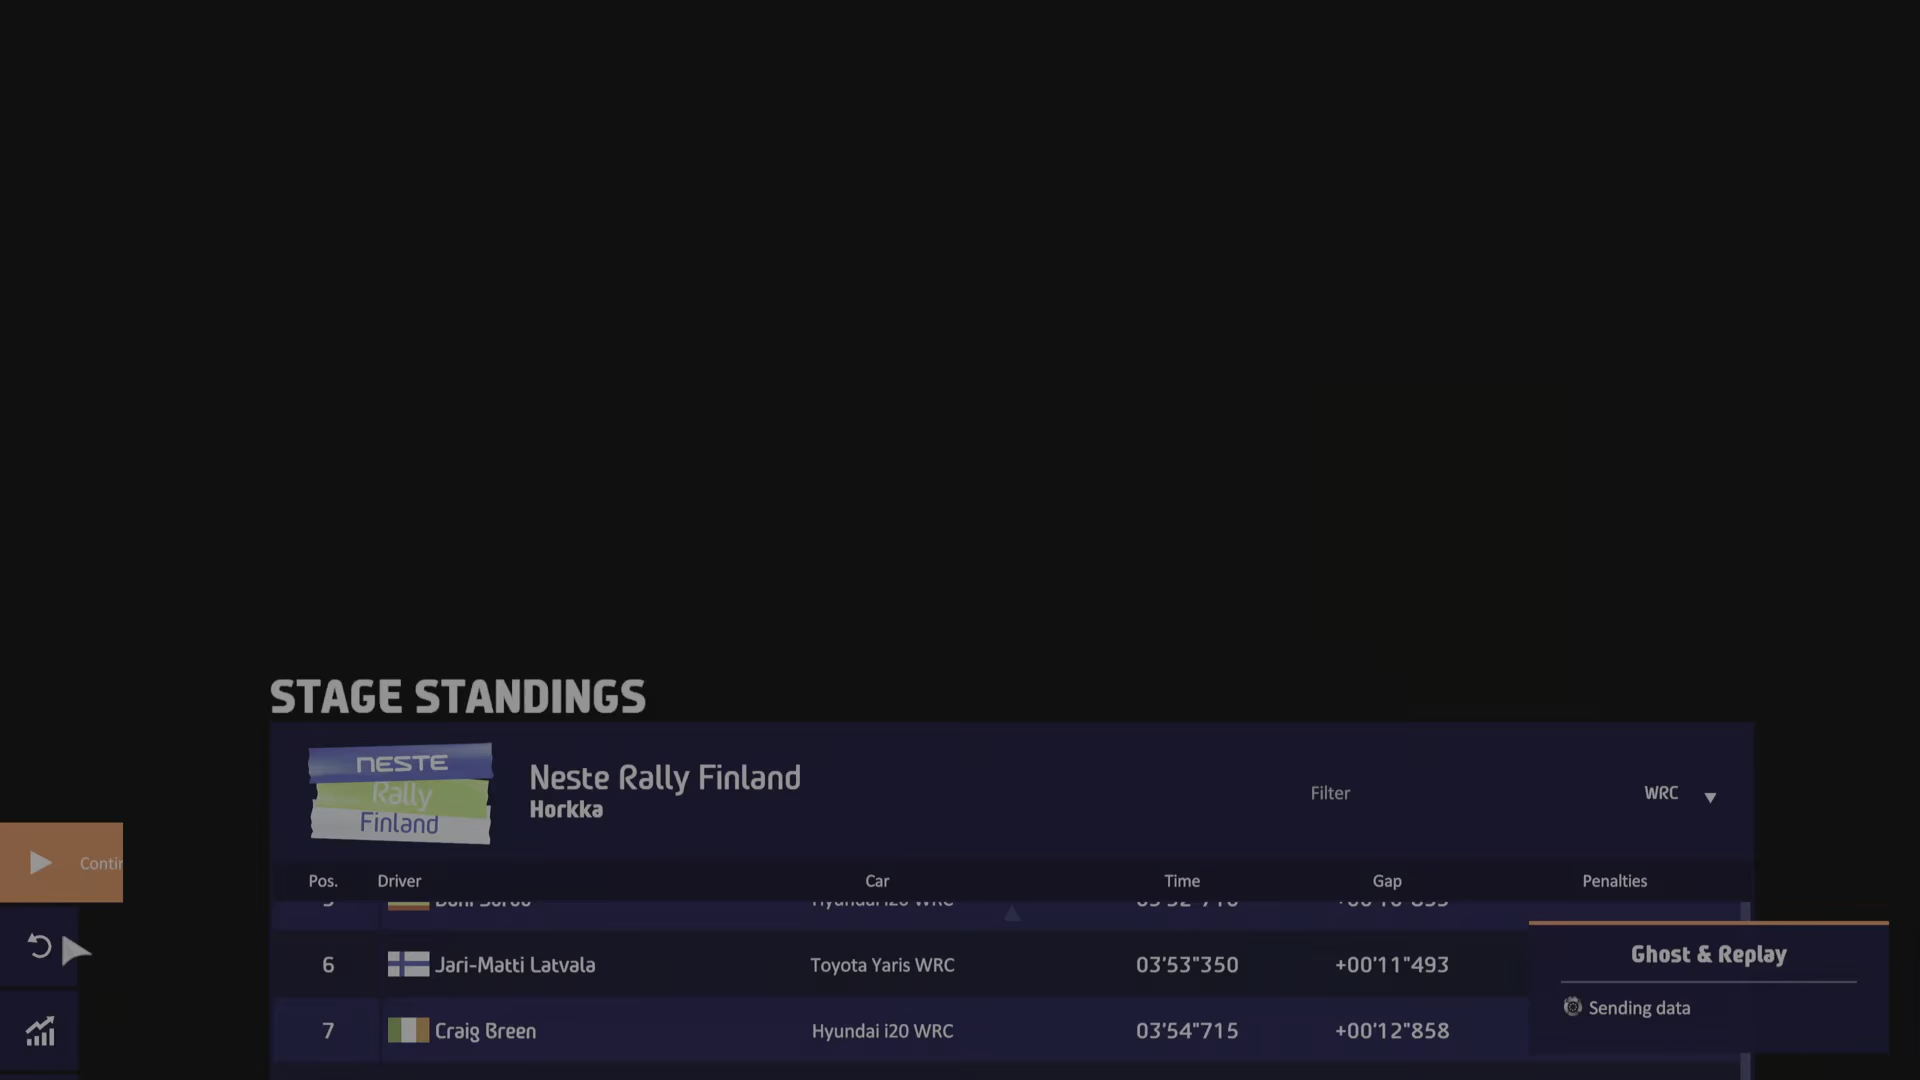 STAGE STANDINGS
NESTE
Rally
Finland
Neste Rally Finland
Horkka
Filter
WRC
Contin
Pos. Driver Car Time Gap Penalties
6 Jari-Matti Latvala Toyota Yaris WRC 03'53"350 +00'11"493
7 Craig Breen Hyundai i20 WRC 03'54"715 +00'12"858
Ghost & Replay
Sending data